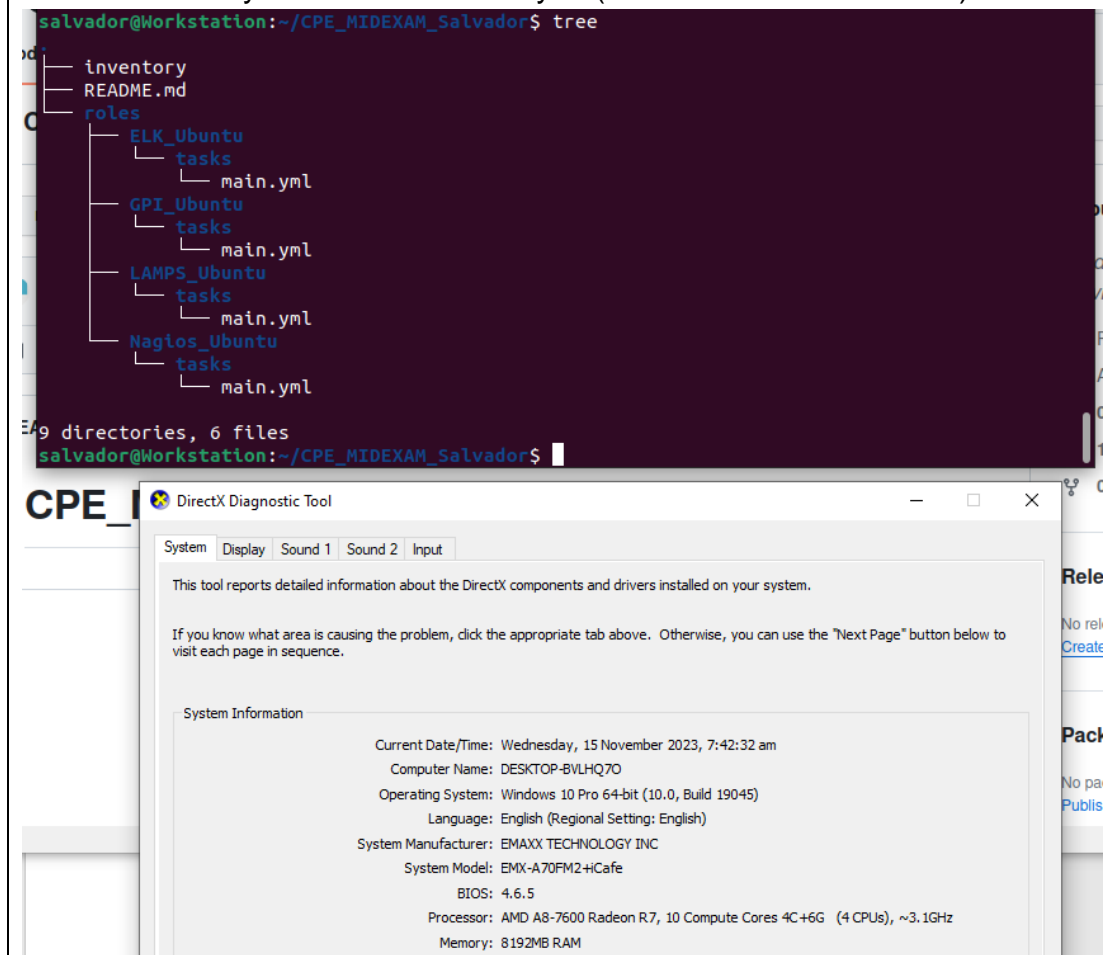 salvador@Workstation:~/CPE_MIDEXAM_Salvador$ tree
.
├── inventory
├── README.md
└── roles
    ├── ELK_Ubuntu
    │   └── tasks
    │       └── main.yml
    ├── GPI_Ubuntu
    │   └── tasks
    │       └── main.yml
    ├── LAMPS_Ubuntu
    │   └── tasks
    │       └── main.yml
    └── Nagios_Ubuntu
        └── tasks
            └── main.yml
9 directories, 6 files
salvador@Workstation:~/CPE_MIDEXAM_Salvador$
CPE_
DirectX Diagnostic Tool
System Display Sound 1 Sound 2 Input
This tool reports detailed information about the DirectX components and drivers installed on your system.
If you know what area is causing the problem, click the appropriate tab above.  Otherwise, you can use the "Next Page" button below to
visit each page in sequence.
System Information
Current Date/Time: Wednesday, 15 November 2023, 7:42:32 am
Computer Name: DESKTOP-BVLHQ7O
Operating System: Windows 10 Pro 64-bit (10.0, Build 19045)
Language: English (Regional Setting: English)
System Manufacturer: EMAXX TECHNOLOGY INC
System Model: EMX-A70FM2+iCafe
BIOS: 4.6.5
Processor: AMD A8-7600 Radeon R7, 10 Compute Cores 4C+6G   (4 CPUs), ~3.1GHz
Memory: 8192MB RAM
Rele
No rel
Create
Pack
No pa
Publis